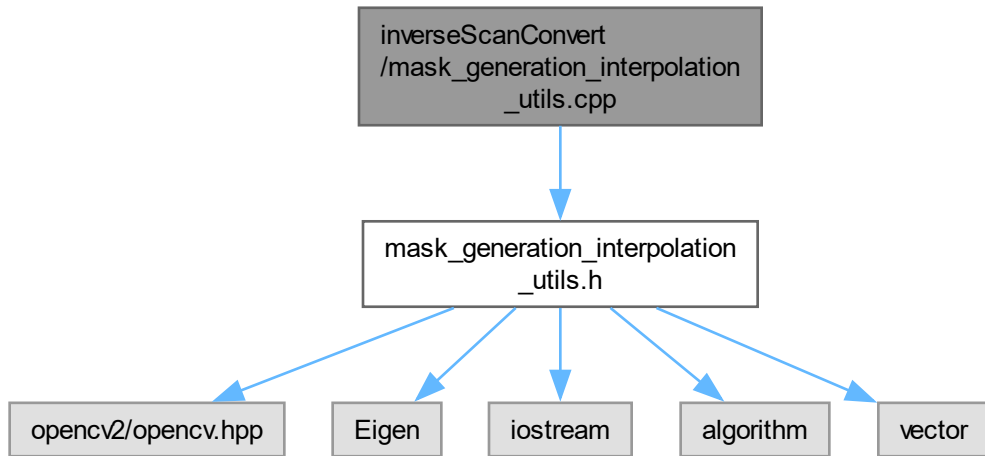 inverseScanConvert
/mask_generation_interpolation
_utils.cpp
mask_generation_interpolation
_utils.h
opencv2/opencv.hpp
Eigen
iostream
algorithm
vector